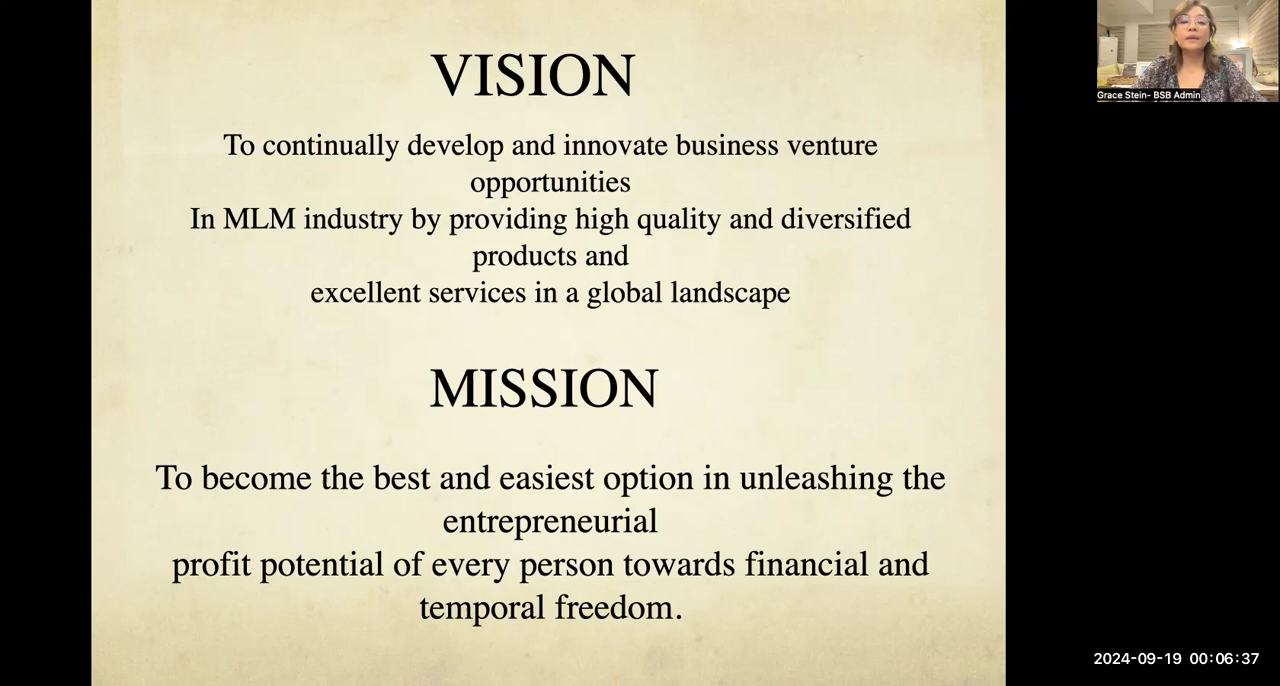 VISION
To continually develop and innovate business venture
opportunities
In MLM industry by providing high quality and diversified
products and
excellent services in a global landscape
MISSION
To become the best and easiest option in unleashing the
entrepreneurial
profit potential of every person towards financial and
temporal freedom.
Grace Stein- BSB Admin
2024-09-19 00:06:37